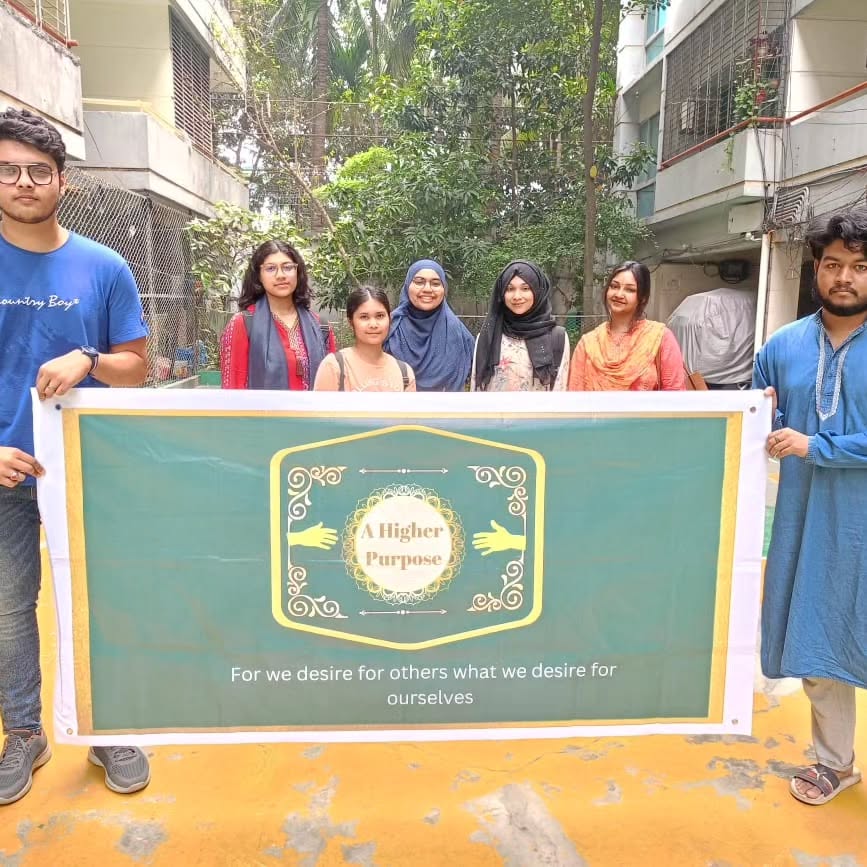 Country Boy®
A Higher
Purpose
For we desire for others what we desire for
ourselves